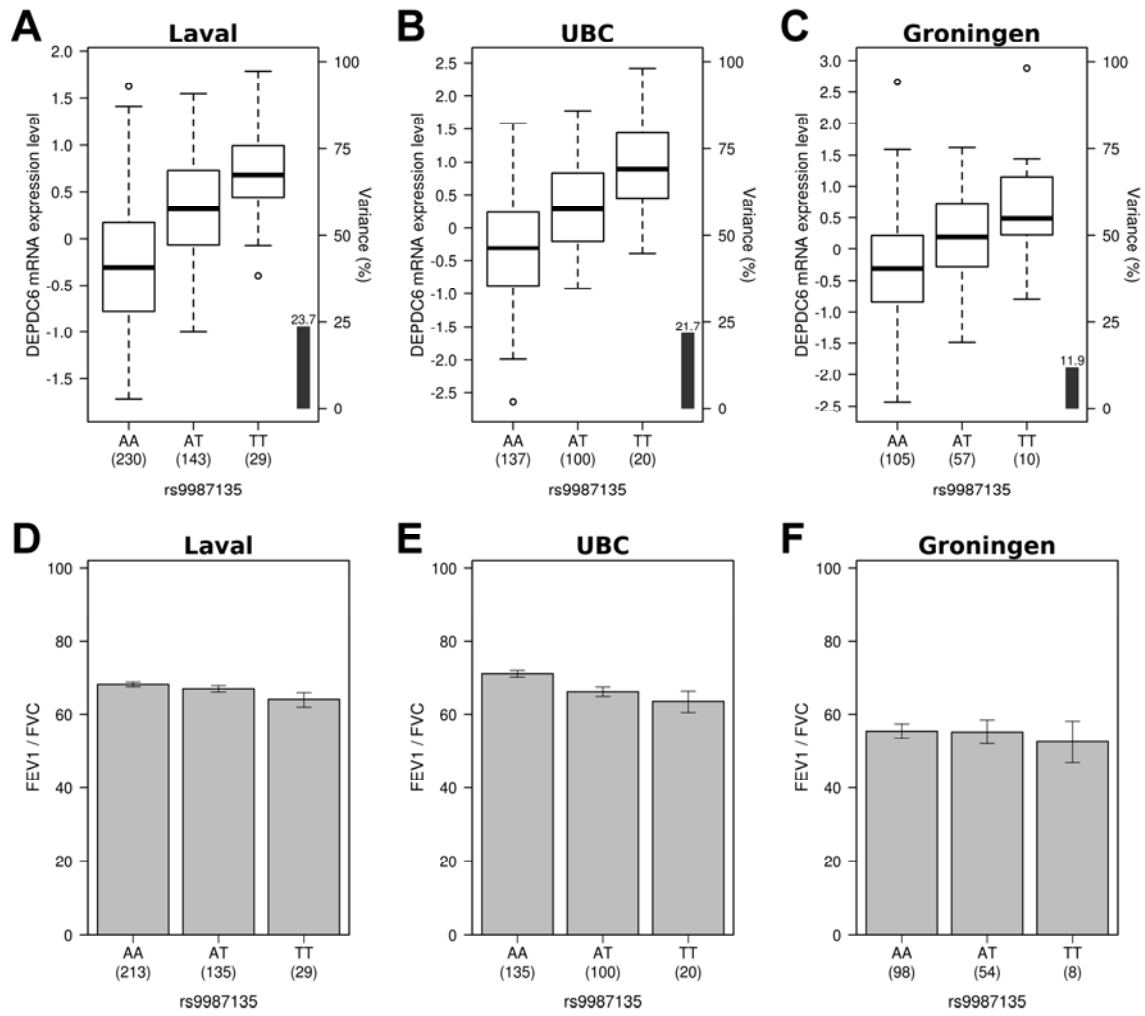 A
Laval
DEPDC6 mRNA expression level
2.0
1.5
1.0
0.5
0
-0.5
-1.0
-1.5
100
75
50
25
0
Variance (%)
23.7
AA
AT
TT
(230)
(143)
(29)
rs9987135
B
UBC
DEPDC6 mRNA expression level
2.5
2.0
1.5
1.0
0.5
0
-0.5
-1.0
-1.5
-2.0
-2.5
100
75
50
25
0
Variance (%)
21.7
AA
AT
TT
(137)
(100)
(20)
rs9987135
C
Groningen
DEPDC6 mRNA expression level
3.0
2.5
2.0
1.5
1.0
0.5
0
-0.5
-1.0
-1.5
-2.0
-2.5
100
75
50
25
0
Variance (%)
11.9
AA
AT
TT
(105)
(57)
(10)
rs9987135
D
Laval
FEV1 / FVC
100
80
60
40
20
0
AA
AT
TT
(213)
(135)
(29)
rs9987135
E
UBC
FEV1 / FVC
100
80
60
40
20
0
AA
AT
TT
(135)
(100)
(20)
rs9987135
F
Groningen
FEV1 / FVC
100
80
60
40
20
0
AA
AT
TT
(98)
(54)
(8)
rs9987135